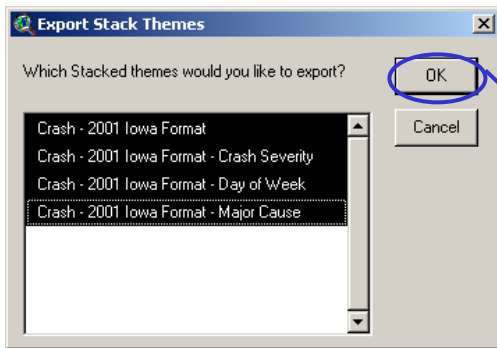 Export Stack Themes
Which Stacked themes would you like to export?
OK
Cancel
Crash - 2001 Iowa Format
Crash - 2001 Iowa Format - Crash Severity
Crash - 2001 Iowa Format - Day of Week
Crash - 2001 Iowa Format - Major Cause